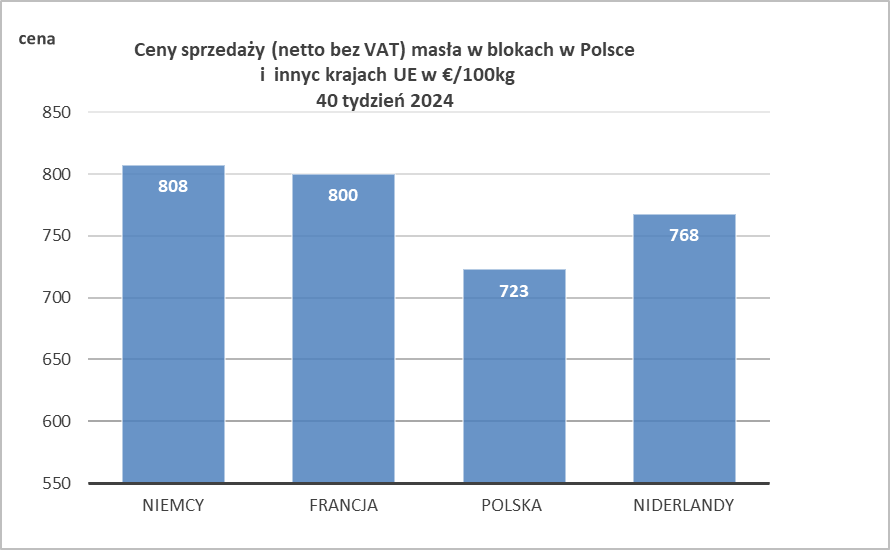 cena
Ceny sprzedaży (netto bez VAT) masła w blokach w Polsce
i innyc krajach UE w €/100kg
40 tydzień 2024
850
800
750
700
650
600
550
808
800
723
768
NIEMCY
FRANCJA
POLSKA
NIDERLANDY